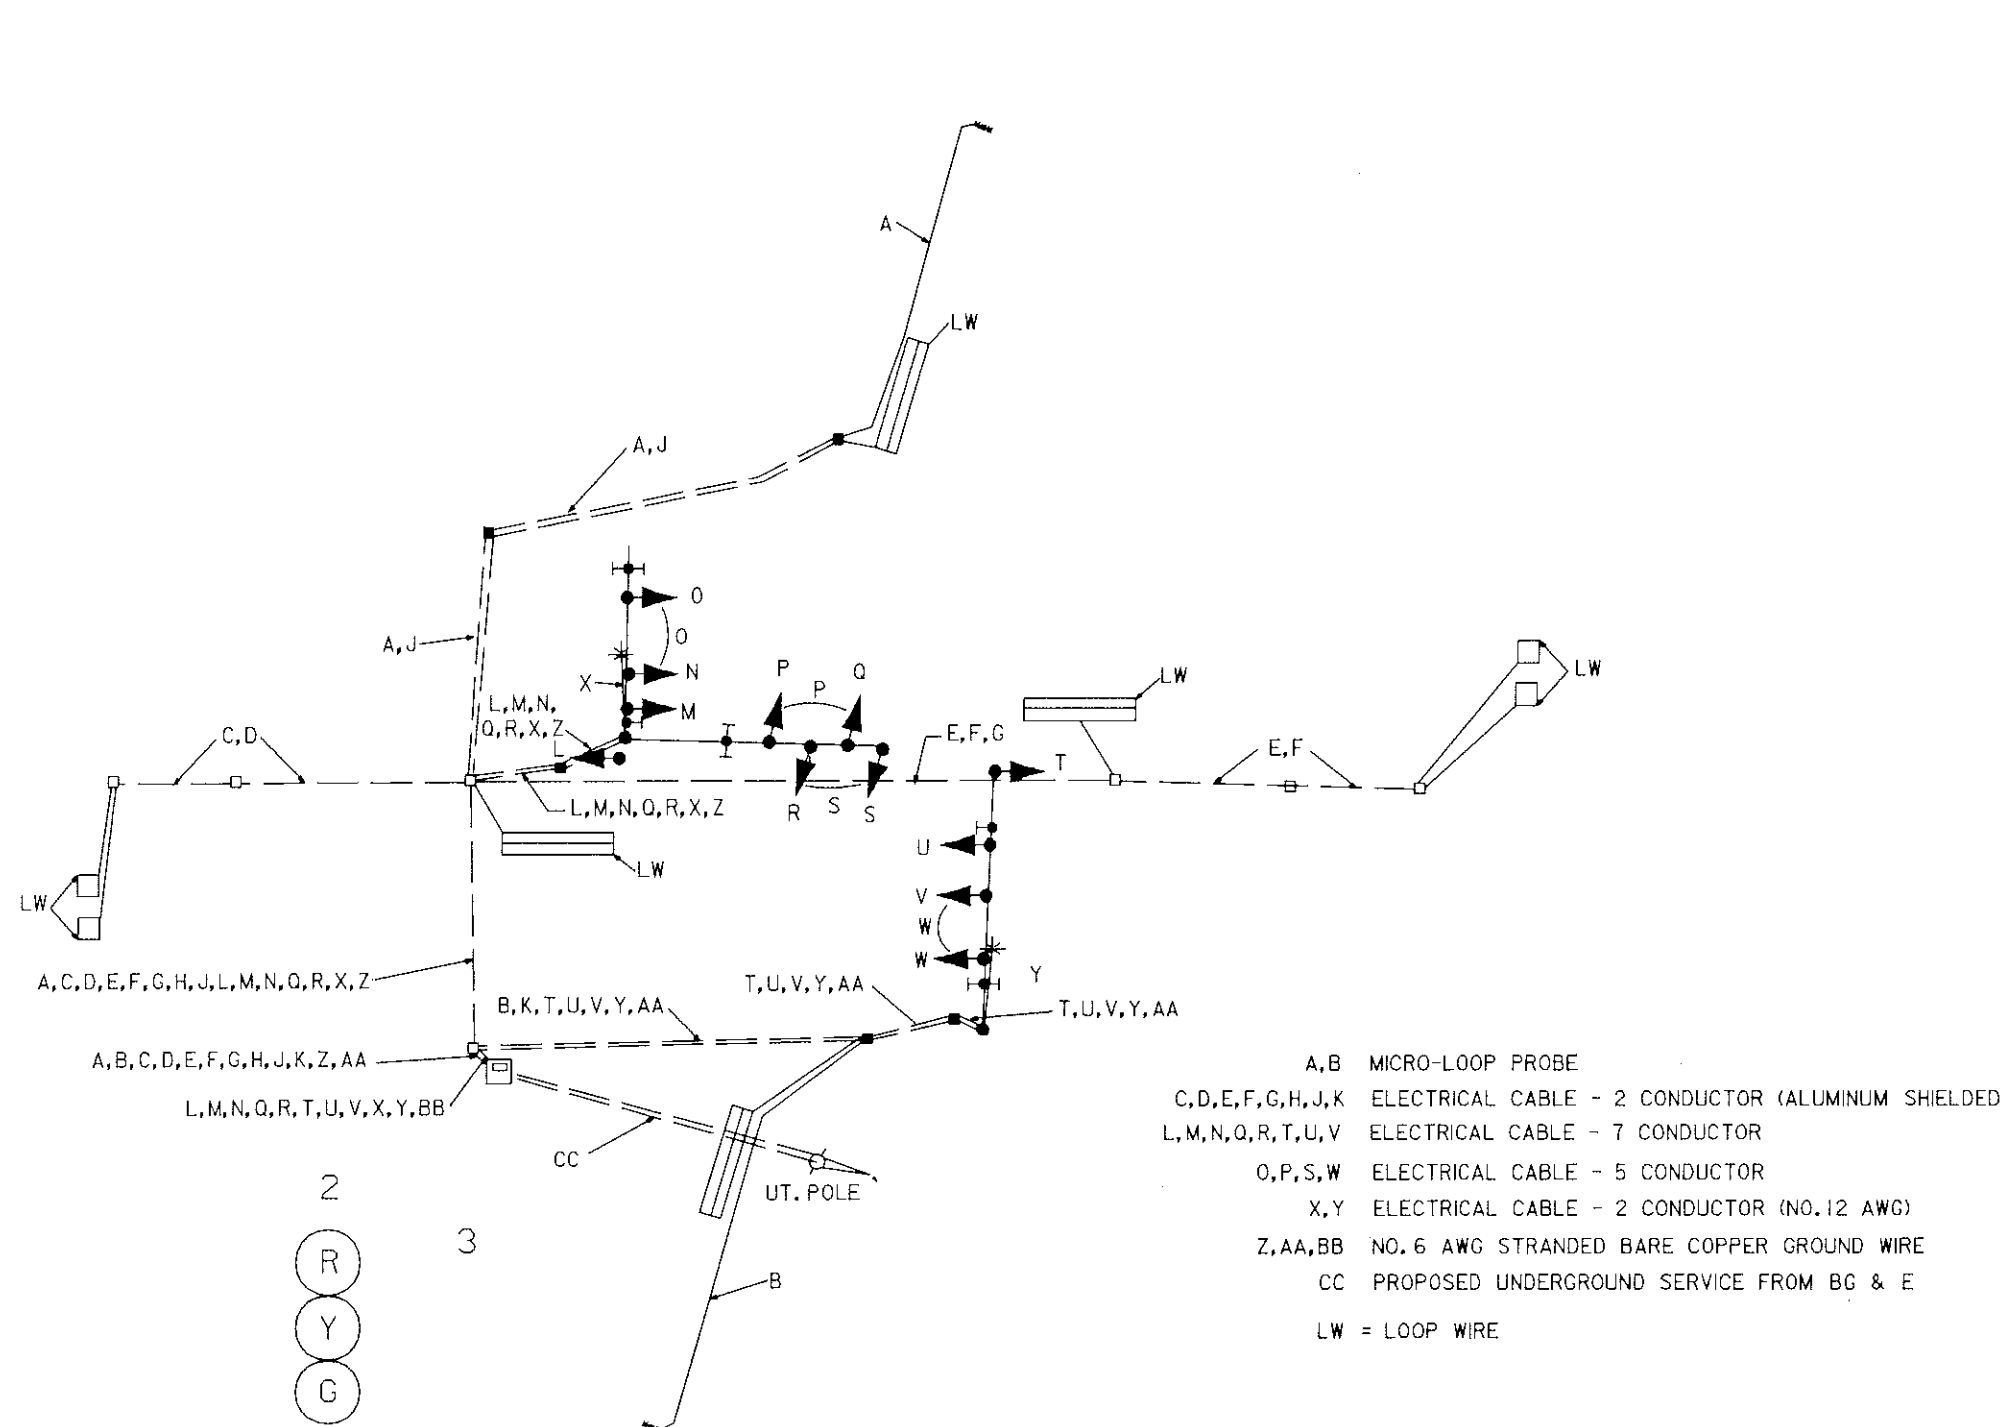 A
LW
A,J
O
O
A,J
N
X
P
P
Q
LW
LW
L,M,N,
Q,R,X,Z
M
L
C,D
E,F,G
E,F
T
L,M,N,Q,R,X,Z
R
S
S
U
LW
LW
V
W
W
Y
A,C,D,E,F,G,H,J,L,M,N,Q,R,X,Z
T,U,V,Y,AA
B,K,T,U,V,Y,AA
T,U,V,Y,AA
A,B,C,D,E,F,G,H,J,K,Z,AA
L,M,N,Q,R,T,U,V,X,Y,BB
CC
UT. POLE
B
2
3
R
Y
G
A,B MICRO-LOOP PROBE
C,D,E,F,G,H,J,K ELECTRICAL CABLE - 2 CONDUCTOR (ALUMINUM SHIELDED
L,M,N,Q,R,T,U,V ELECTRICAL CABLE - 7 CONDUCTOR
O,P,S,W ELECTRICAL CABLE - 5 CONDUCTOR
X,Y ELECTRICAL CABLE - 2 CONDUCTOR (NO.12 AWG)
Z,AA,BB NO. 6 AWG STRANDED BARE COPPER GROUND WIRE
CC PROPOSED UNDERGROUND SERVICE FROM BG & E
LW = LOOP WIRE